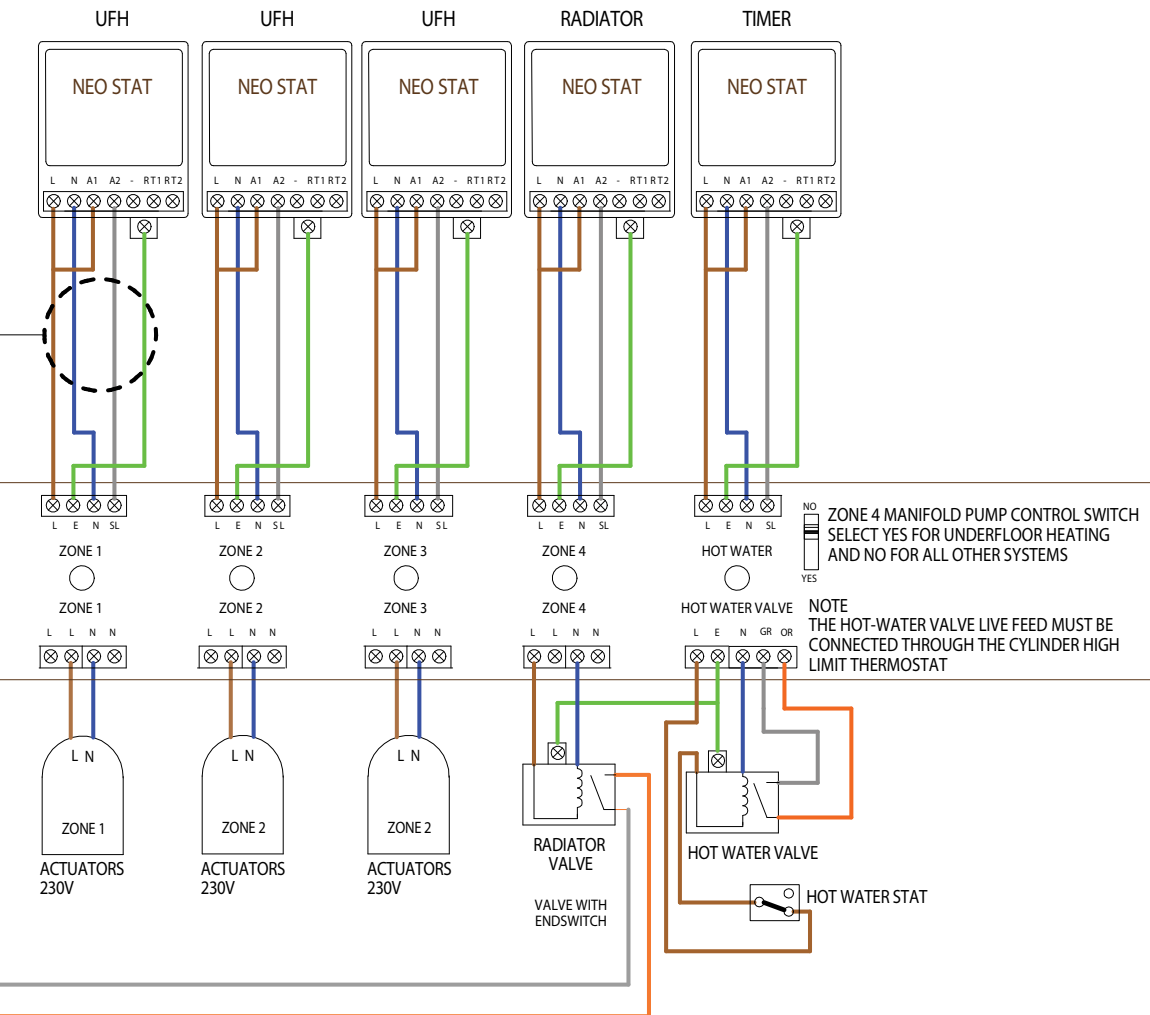 UFH UFH UFH RADIATOR TIMER
NEO STAT NEO STAT NEO STAT NEO STAT NEO STAT
L N A1 A2 - RT1 RT2 L N A1 A2 - RT1 RT2 L N A1 A2 - RT1 RT2 L N A1 A2 - RT1 RT2 L N A1 A2 - RT1 RT2
L E N SL L E N SL L E N SL L E N SL L E N SL
ZONE 1 ZONE 2 ZONE 3 ZONE 4 HOT WATER
NO
YES
ZONE 4 MANIFOLD PUMP CONTROL SWITCH
SELECT YES FOR UNDERFLOOR HEATING
AND NO FOR ALL OTHER SYSTEMS
ZONE 1 ZONE 2 ZONE 3 ZONE 4 HOT WATER VALVE
L L N N L L N N L L N N L L N N L E N GR OR
NOTE
THE HOT-WATER VALVE LIVE FEED MUST BE
CONNECTED THROUGH THE CYLINDER HIGH
LIMIT THERMOSTAT
L N L N L N
ZONE 1 ZONE 2 ZONE 2
ACTUATORS
230V
ACTUATORS
230V
ACTUATORS
230V
RADIATOR
VALVE
HOT WATER VALVE
VALVE WITH
ENDSWITCH
HOT WATER STAT